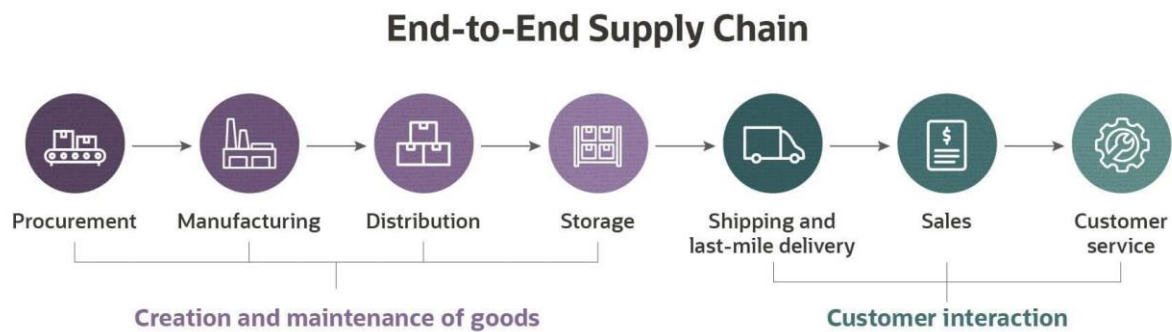 End-to-End Supply Chain
$
Procurement
Manufacturing
Distribution
Storage
Shipping and
last-mile delivery
Sales
Customer
service
Creation and maintenance of goods
Customer interaction